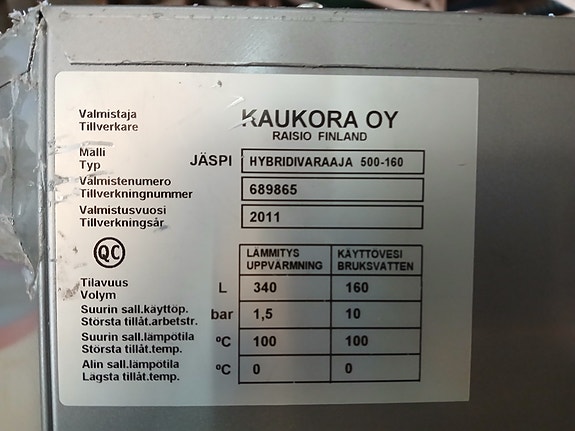 Valmistaja
Tillverkare
KAUKORA OY
RAISIO FINLAND
Malli
Typ
JÄSPI
HYBRIDIVARAAJA 500-160
Valmistenumero
Tillverkningnummer
689865
Valmistusvuosi
Tillverkningsår
2011
QC
LÄMMITYS
UPPVÄRMNING
KÄYTTÖVESI
BRUKSVATTEN
Tilavuus
Volym
L 340 160
Suurin sall.käyttöp.
Största tillåt.arbetstr.
bar 1,5 10
Suurin sall.lämpötila
Största tillåt.temp.
ºC 100 100
Alin sall.lämpötila
Lägsta tillåt.temp.
ºC 0 0